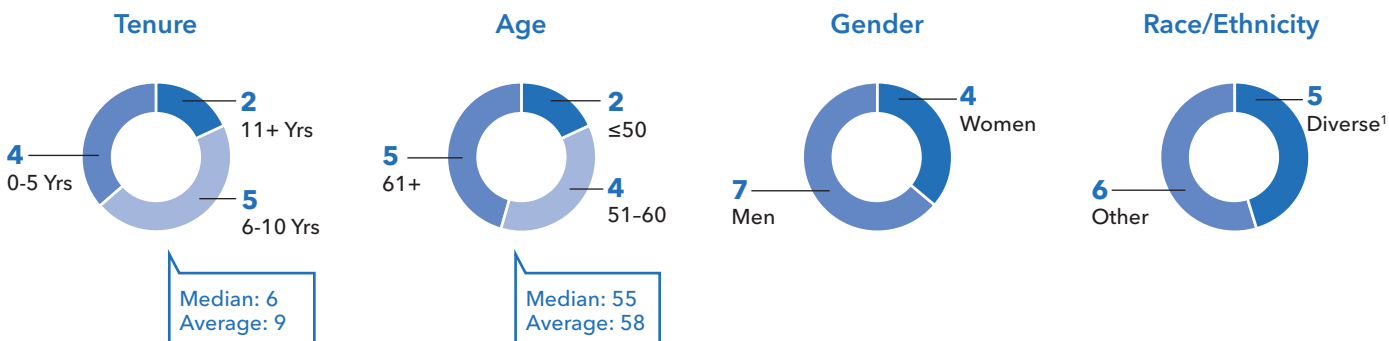 Tenure
2
11+ Yrs
4
0-5 Yrs
5
6-10 Yrs
Median: 6
Average: 9
Age
2
≤50
5
61+
4
51–60
Median: 55
Average: 58
Gender
4
Women
7
Men
Race/Ethnicity
5
Diverse¹
6
Other